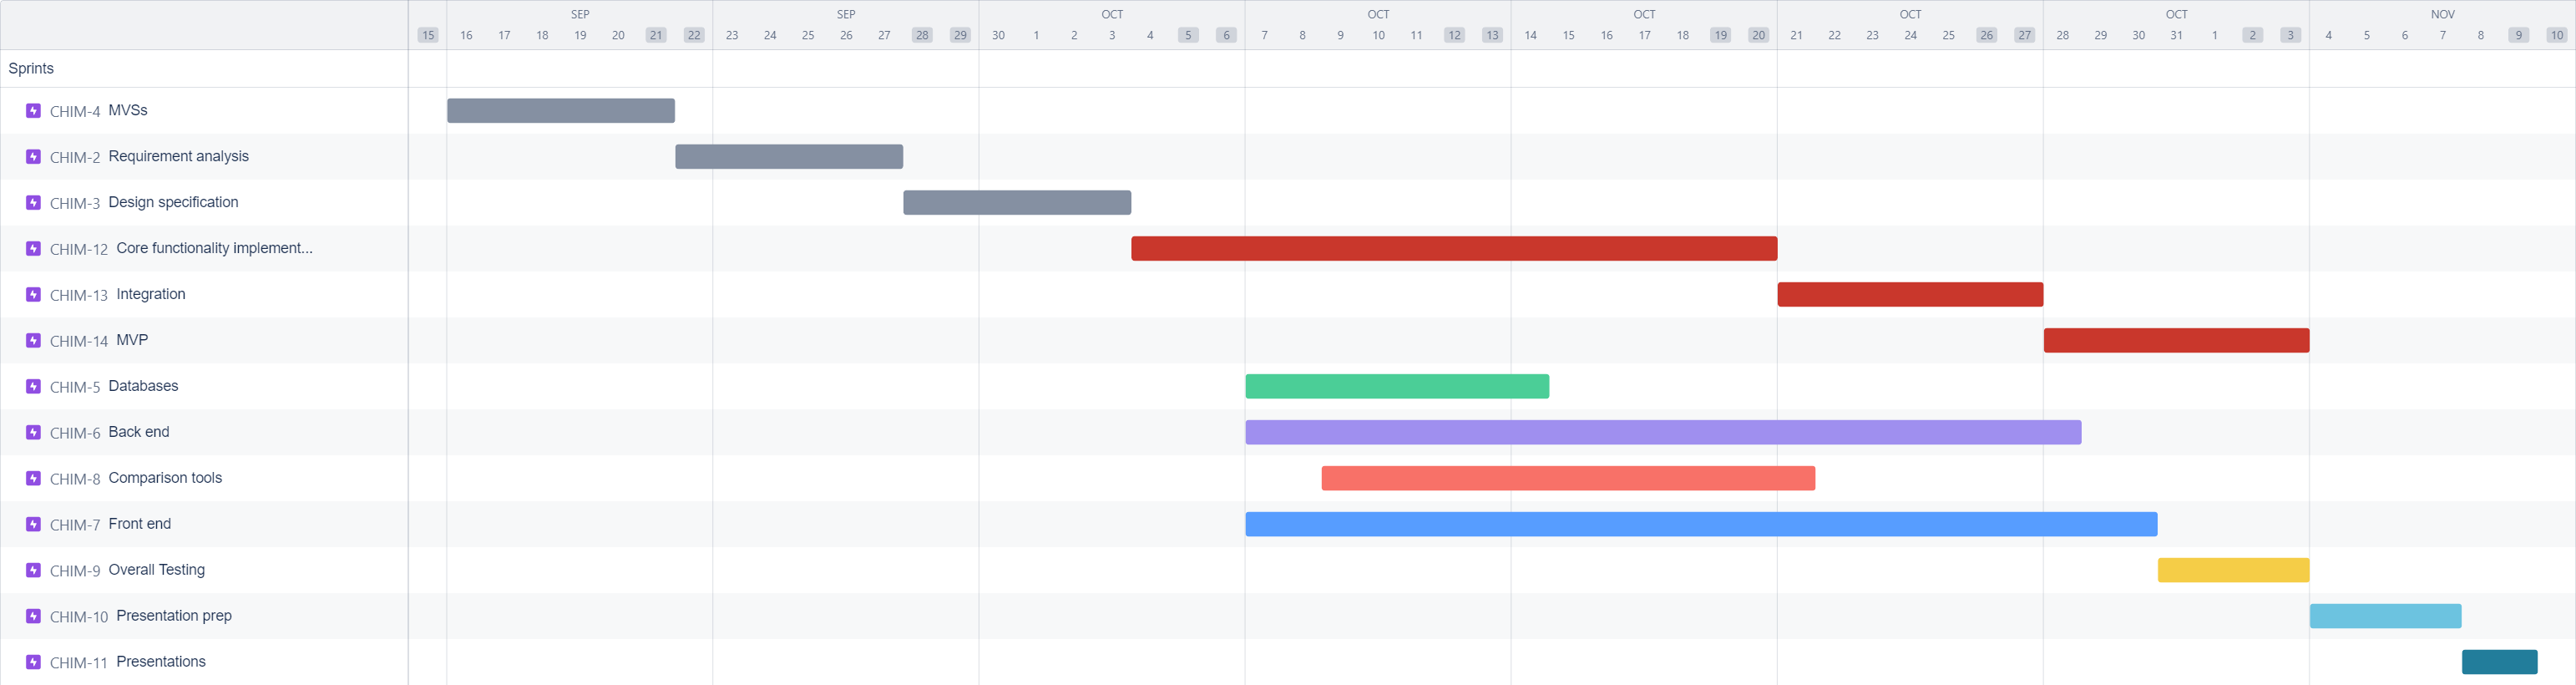 SEP SEP OCT OCT OCT OCT OCT NOV
15 16 17 18 19 20 21 22 23 24 25 26 27 28 29 30 1 2 3 4 5 6 7 8 9 10 11 12 13 14 15 16 17 18 19 20 21 22 23 24 25 26 27 28 29 30 31 1 2 3 4 5 6 7 8 9 10
Sprints
CHIM-4 MVSs
CHIM-2 Requirement analysis
CHIM-3 Design specification
CHIM-12 Core functionality implement...
CHIM-13 Integration
CHIM-14 MVP
CHIM-5 Databases
CHIM-6 Back end
CHIM-8 Comparison tools
CHIM-7 Front end
CHIM-9 Overall Testing
CHIM-10 Presentation prep
CHIM-11 Presentations